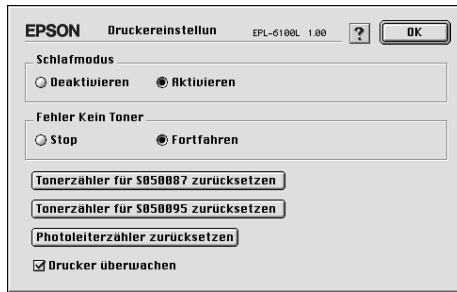 EPSON Druckereinstellun EPL-6100L 1.00 ? OK
Schlafmodus
Deaktivieren Aktivieren
Fehler Kein Toner
Stop Fortfahren
Tonerzähler für S050087 zurücksetzen
Tonerzähler für S050095 zurücksetzen
Photoleiterzähler zurücksetzen
Drucker überwachen